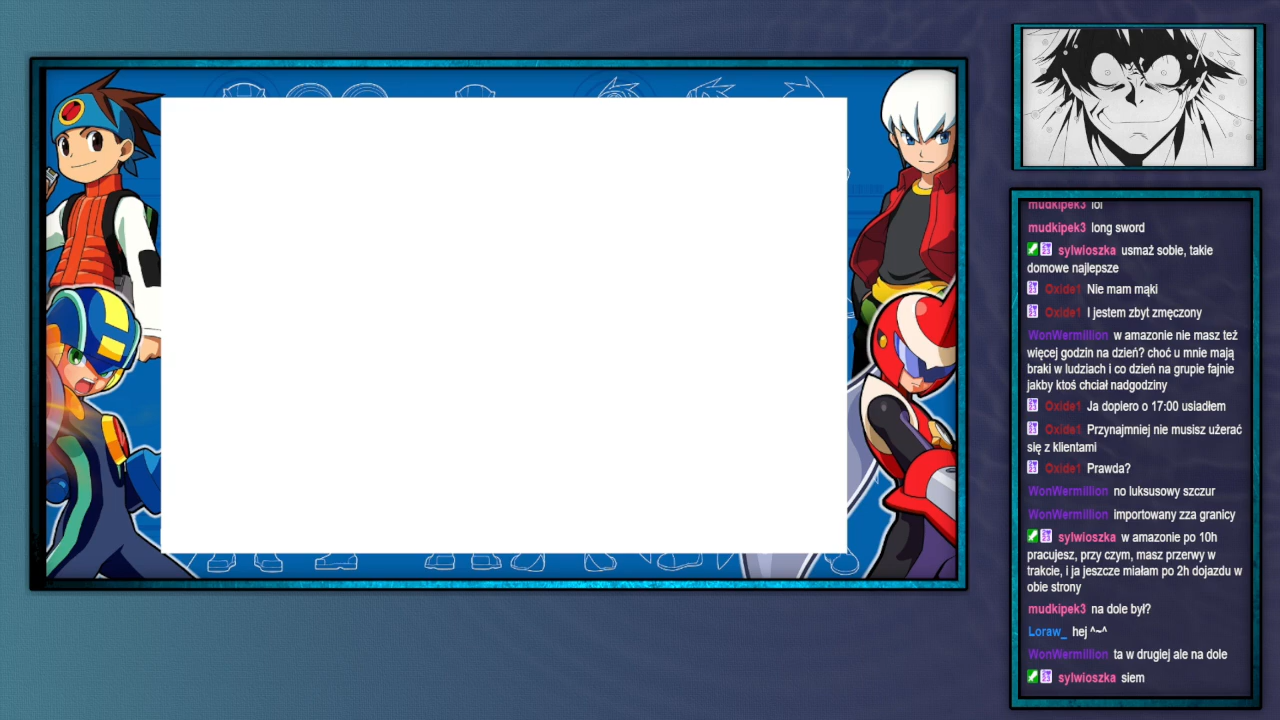 mudkipek3 lol
mudkipek3 long sword
sylwioszka usmaż sobie, takie
domowe najlepsze
Oxide1 Nie mam mąki
Oxide1 I jestem zbyt zmęczony
WonWermillion w amazonie nie masz też
więcej godzin na dzień? choć u mnie mają
braki w ludziach i co dzień na grupie fajnie
jakby ktoś chciał nadgodziny
Oxide1 Ja dopiero o 17:00 usiadłem
Oxide1 Przynajmniej nie musisz użerać
się z klientami
Oxide1 Prawda?
WonWermillion no luksusowy szczur
WonWermillion importowany zza granicy
sylwioszka w amazonie po 10h
pracujesz, przy czym, masz przerwy w
trakcie, i ja jeszcze miałam po 2h dojazdu w
obie strony
mudkipek3 na dole był?
Loraw_ hej ^~^
WonWermillion ta w drugiej ale na dole
sylwioszka siem